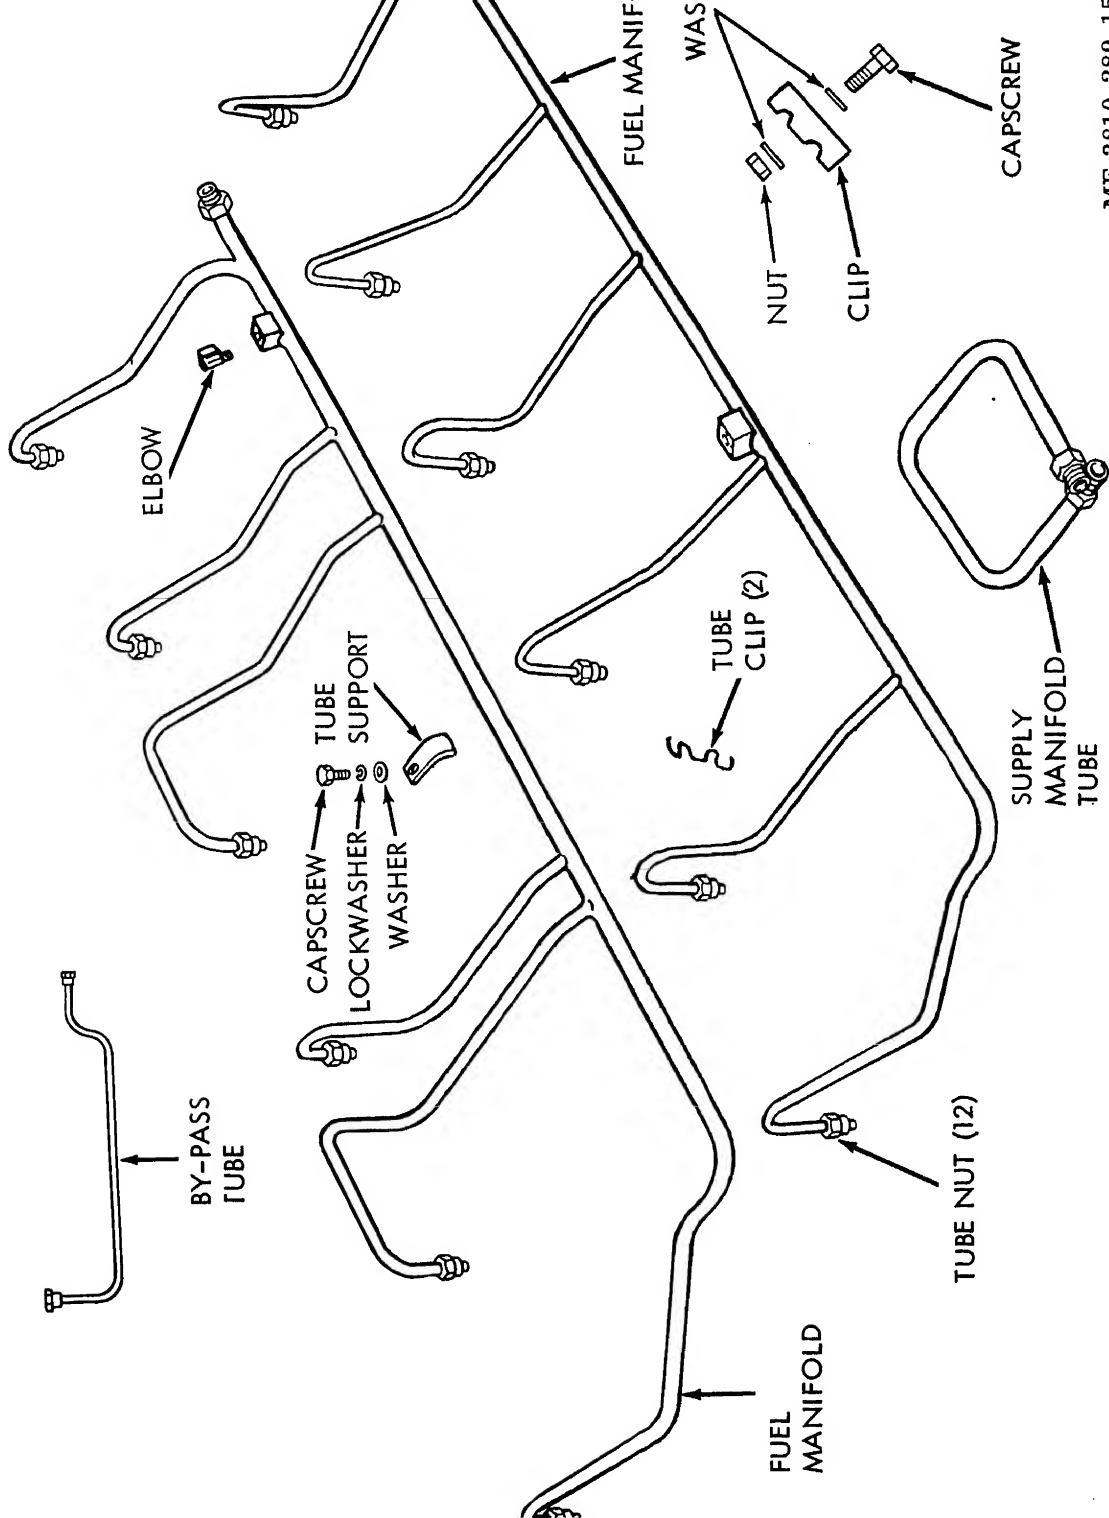 ELBOW
BY-PASS
TUBE
CAPSCREW
LOCKWASHER
WASHER
TUBE
SUPPORT
FUEL MANIF
WAS
TUBE
CLIP (2)
NUT
CLIP
FUEL
MANIFOLD
TUBE NUT (12)
CAPSCREW
SUPPLY
MANIFOLD
TUBE